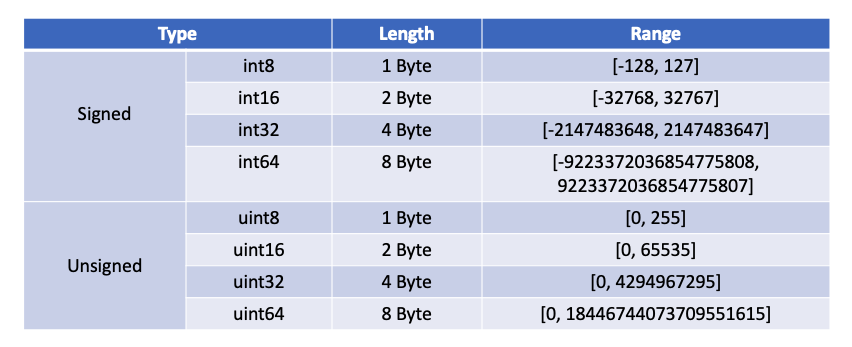 Type Length Range
Signed
int8 1 Byte [-128, 127]
int16 2 Byte [-32768, 32767]
int32 4 Byte [-2147483648, 2147483647]
int64 8 Byte [-9223372036854775808,
9223372036854775807]
Unsigned
uint8 1 Byte [0, 255]
uint16 2 Byte [0, 65535]
uint32 4 Byte [0, 4294967295]
uint64 8 Byte [0, 18446744073709551615]